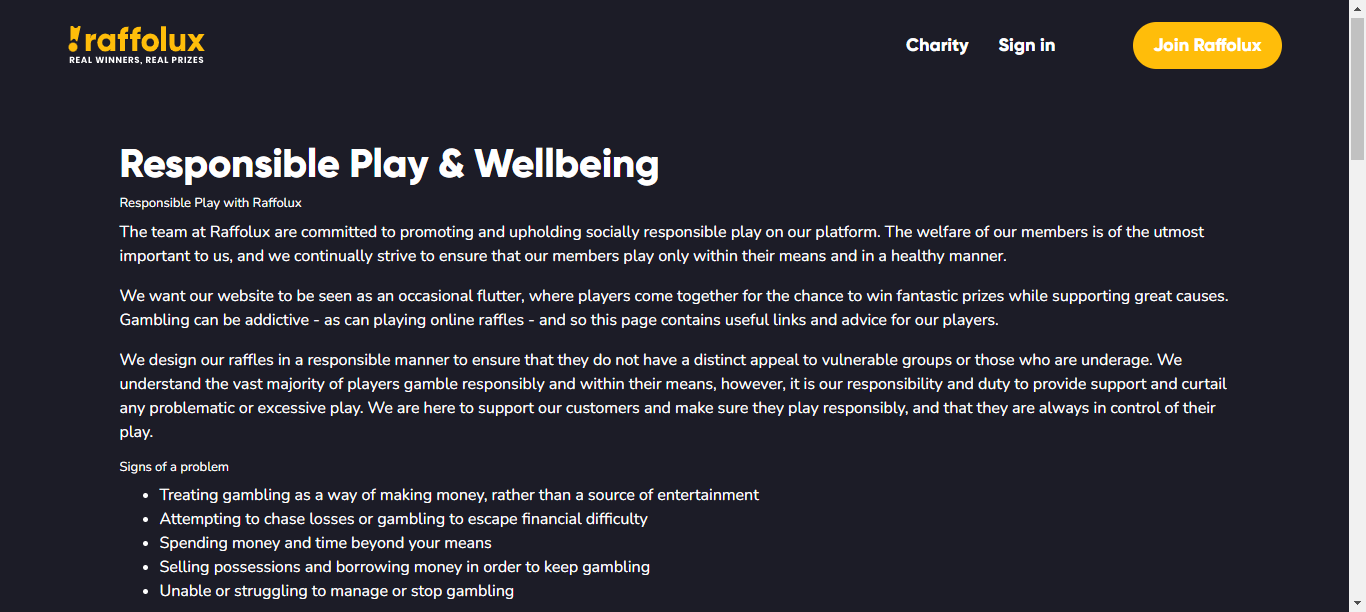 raffolux
REAL WINNERS, REAL PRIZES
Charity
Sign in
Join Raffolux
Responsible Play & Wellbeing
Responsible Play with Raffolux
The team at Raffolux are committed to promoting and upholding socially responsible play on our platform. The welfare of our members is of the utmost
important to us, and we continually strive to ensure that our members play only within their means and in a healthy manner.
We want our website to be seen as an occasional flutter, where players come together for the chance to win fantastic prizes while supporting great causes.
Gambling can be addictive - as can playing online raffles - and so this page contains useful links and advice for our players.
We design our raffles in a responsible manner to ensure that they do not have a distinct appeal to vulnerable groups or those who are underage. We
understand the vast majority of players gamble responsibly and within their means, however, it is our responsibility and duty to provide support and curtail
any problematic or excessive play. We are here to support our customers and make sure they play responsibly, and that they are always in control of their
play.
Signs of a problem
• Treating gambling as a way of making money, rather than a source of entertainment
• Attempting to chase losses or gambling to escape financial difficulty
• Spending money and time beyond your means
• Selling possessions and borrowing money in order to keep gambling
• Unable or struggling to manage or stop gambling